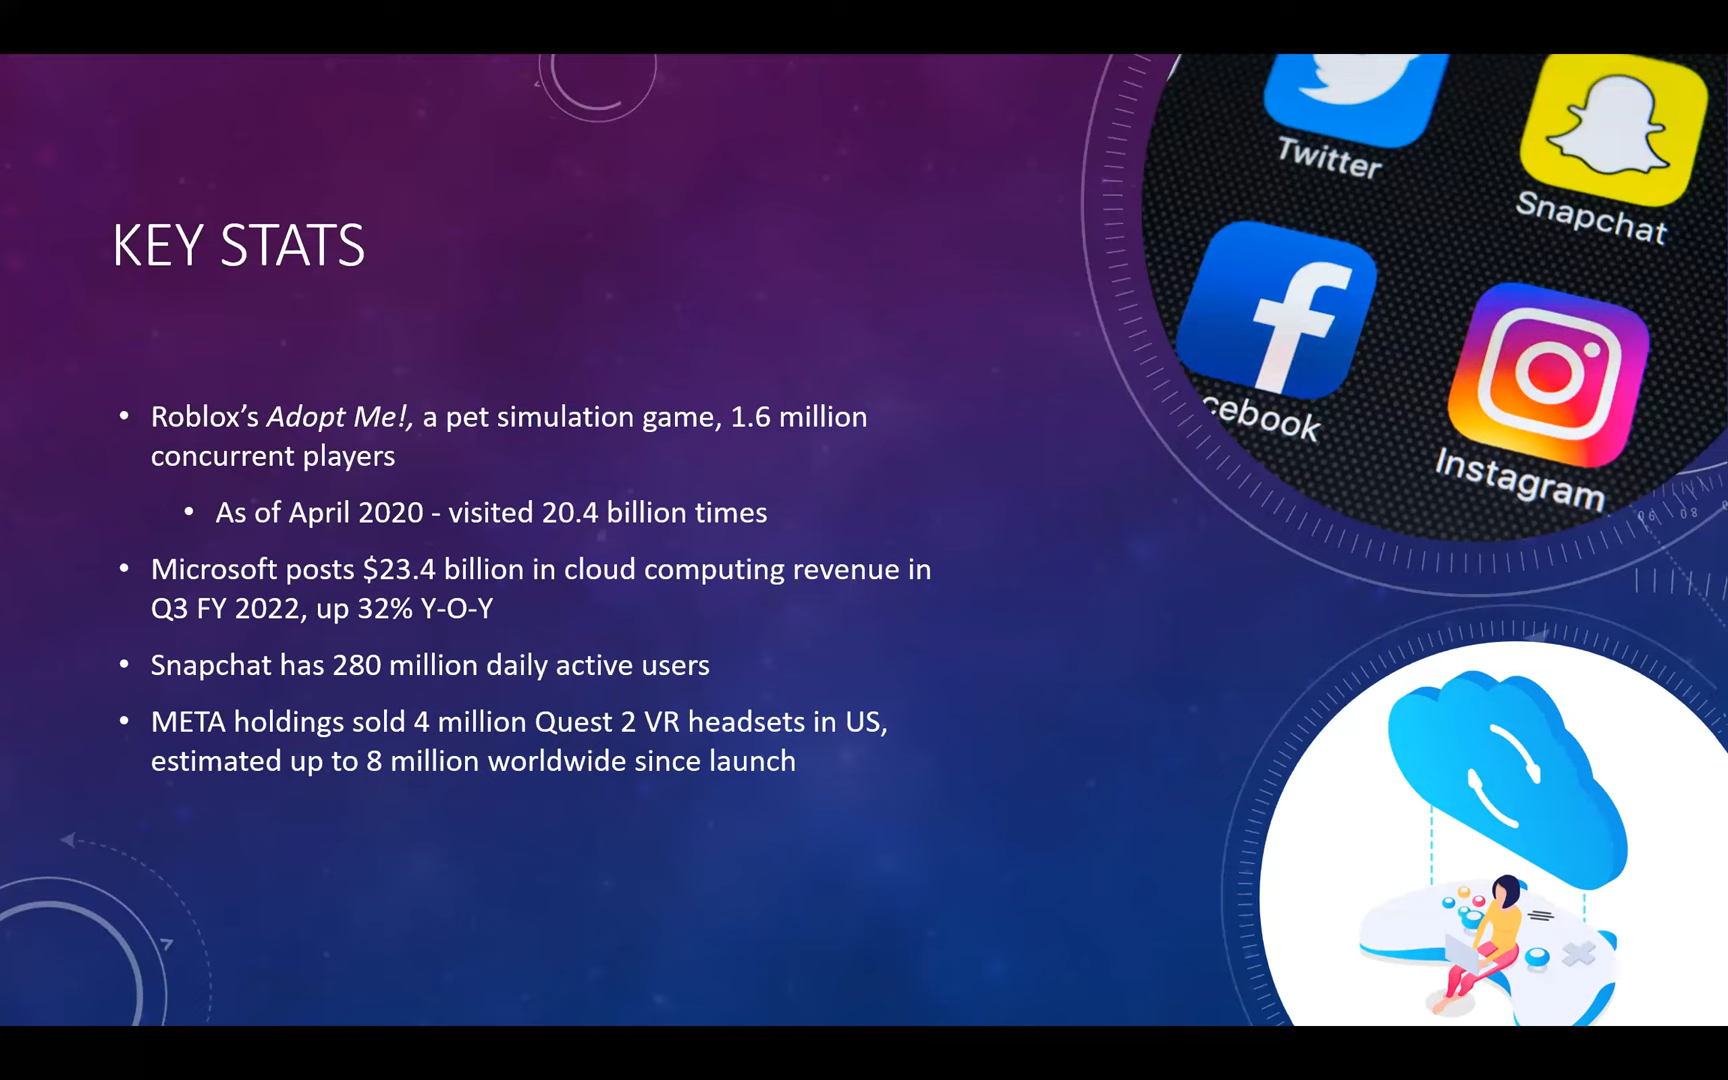 Twitter
Snapchat
cebook
Instagram
KEY STATS
• Roblox’s Adopt Me!, a pet simulation game, 1.6 million
concurrent players
• As of April 2020 - visited 20.4 billion times
• Microsoft posts $23.4 billion in cloud computing revenue in
Q3 FY 2022, up 32% Y-O-Y
• Snapchat has 280 million daily active users
• META holdings sold 4 million Quest 2 VR headsets in US,
estimated up to 8 million worldwide since launch